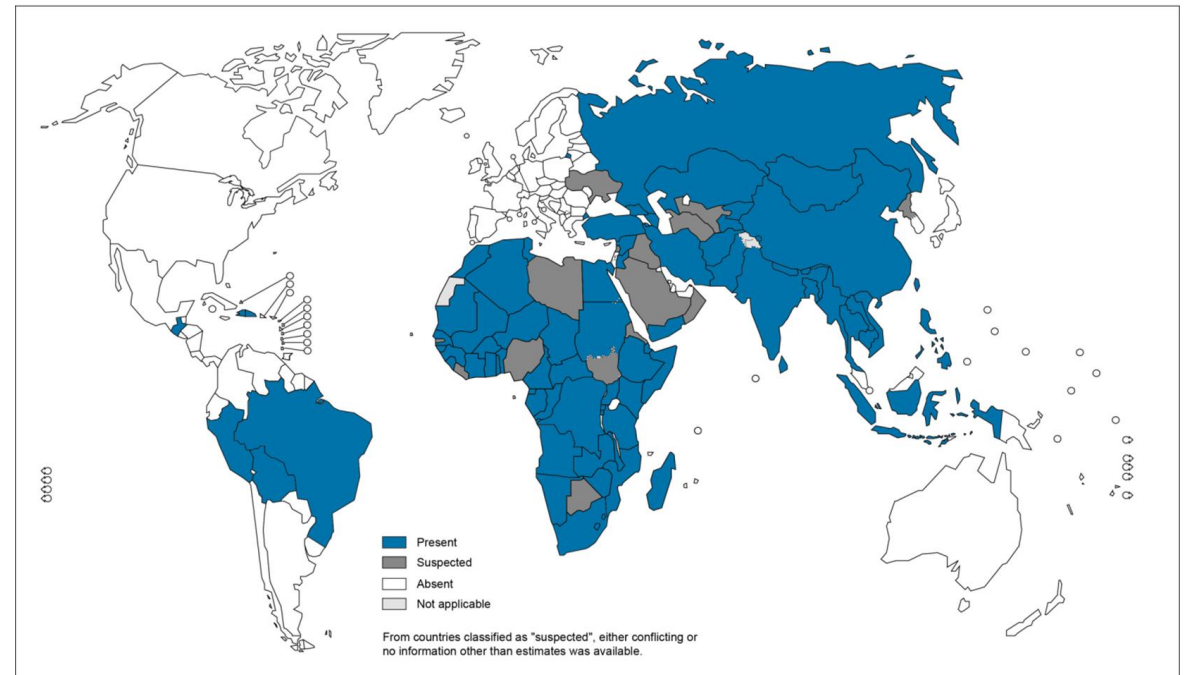 Present
Suspected
Absent
Not applicable
From countries classified as "suspected", either conflicting or
no information other than estimates was available.